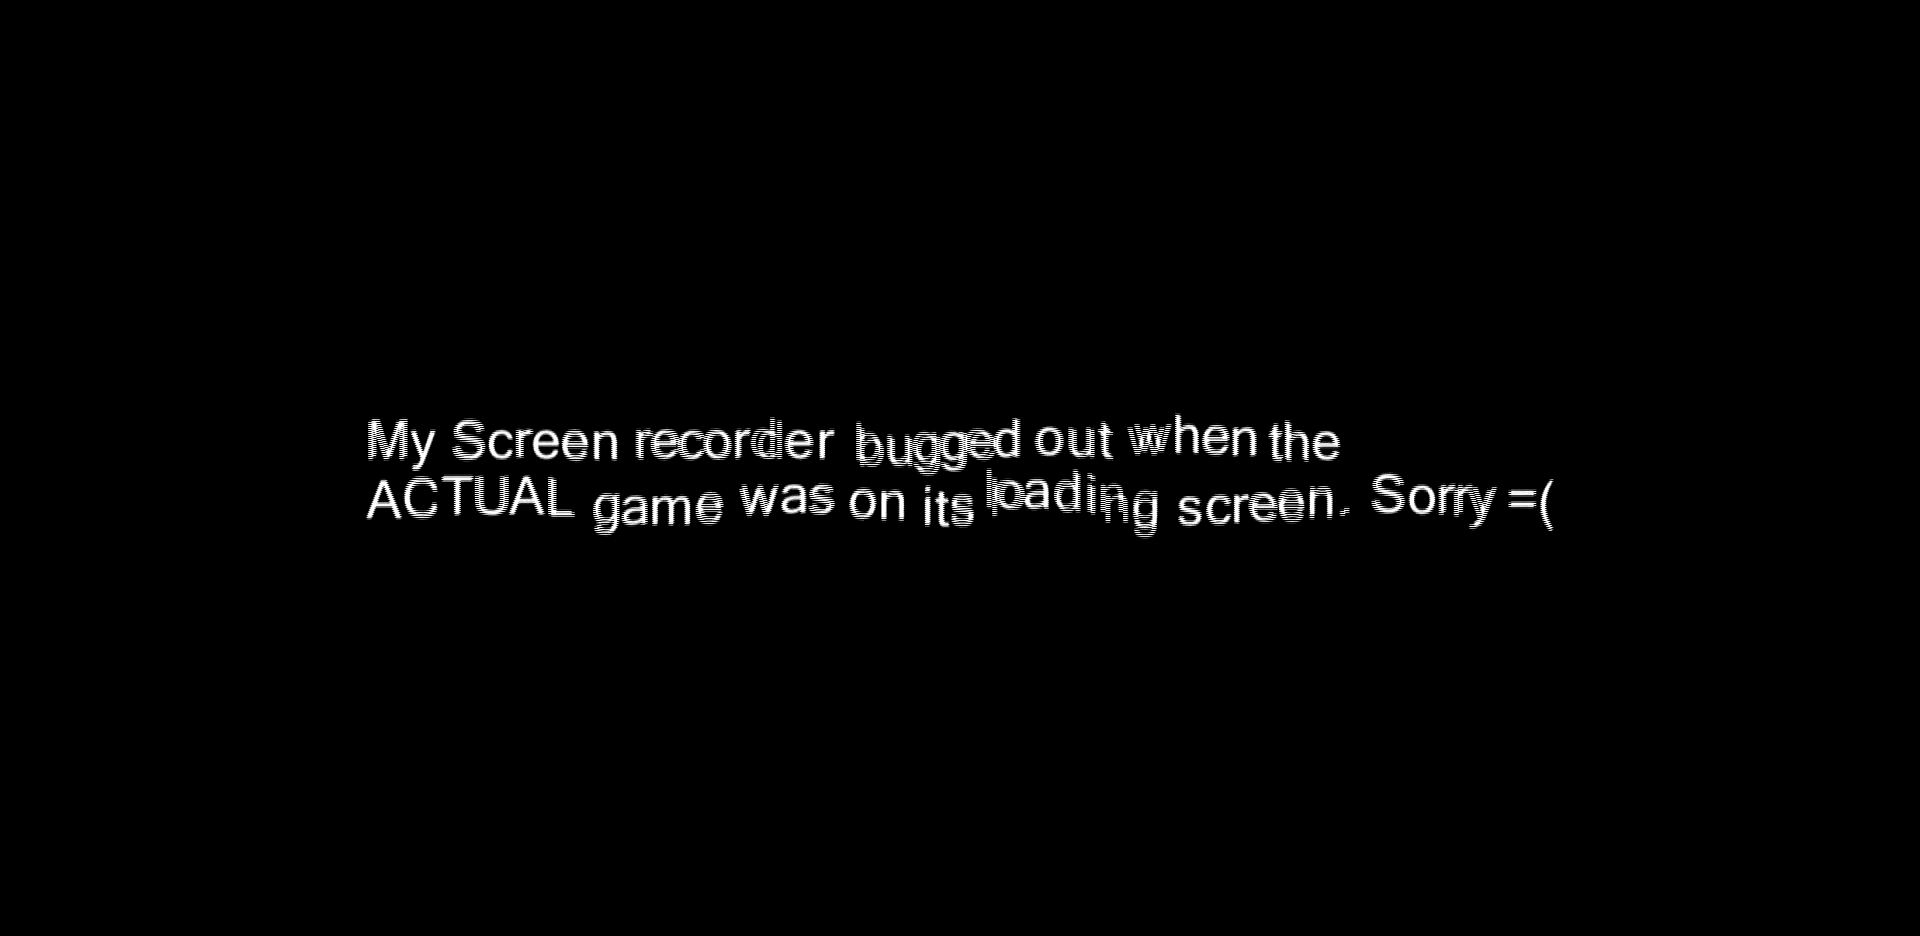 My Screen recorder bugged out when the
ACTUAL game was on its loading screen. Sorry =(